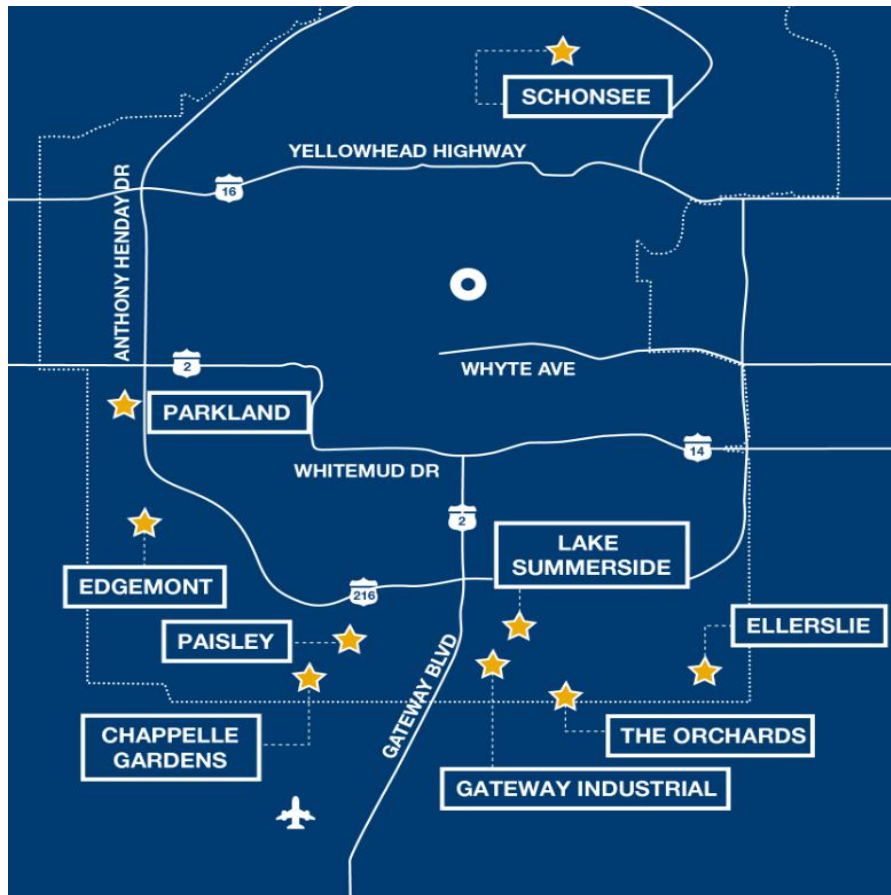 SCHONSEE
YELLOWHEAD HIGHWAY
16
ANTHONY HENDAY DR
2
WHYTE AVE
PARKLAND
WHITEMUD DR
14
2
LAKE
SUMMERSIDE
EDGEMONT
216
PAISLEY
ELLERSLIE
GATEWAY BLVD
CHAPPELLE
GARDENS
THE ORCHARDS
GATEWAY INDUSTRIAL